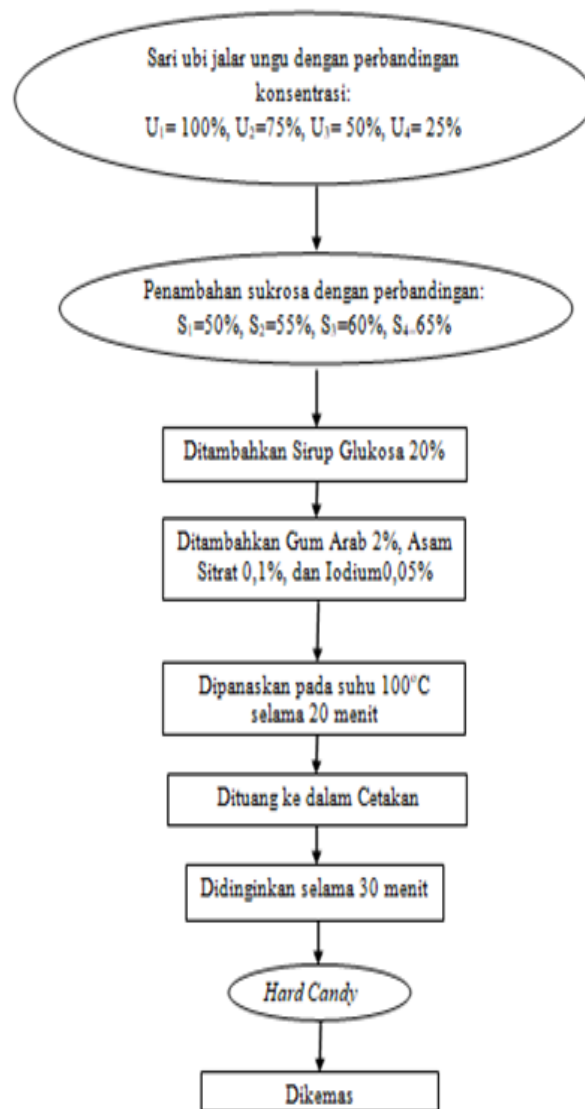 Sari ubi jalar ungu dengan perbandingan
konsentrasi:
U₁= 100%, U₂=75%, U₃= 50%, U₄= 25%
Penambahan sukrosa dengan perbandingan:
S₁=50%, S₂=55%, S₃=60%, S₄..65%
Ditambahkan Sirup Glukosa 20%
Ditambahkan Gum Arab 2%, Asam
Sitrat 0,1%, dan Iodium0,05%
Dipanaskan pada suhu 100°C
selama 20 menit
Dituang ke dalam Cetakan
Didinginkan selama 30 menit
Hard Candy
Dikemas